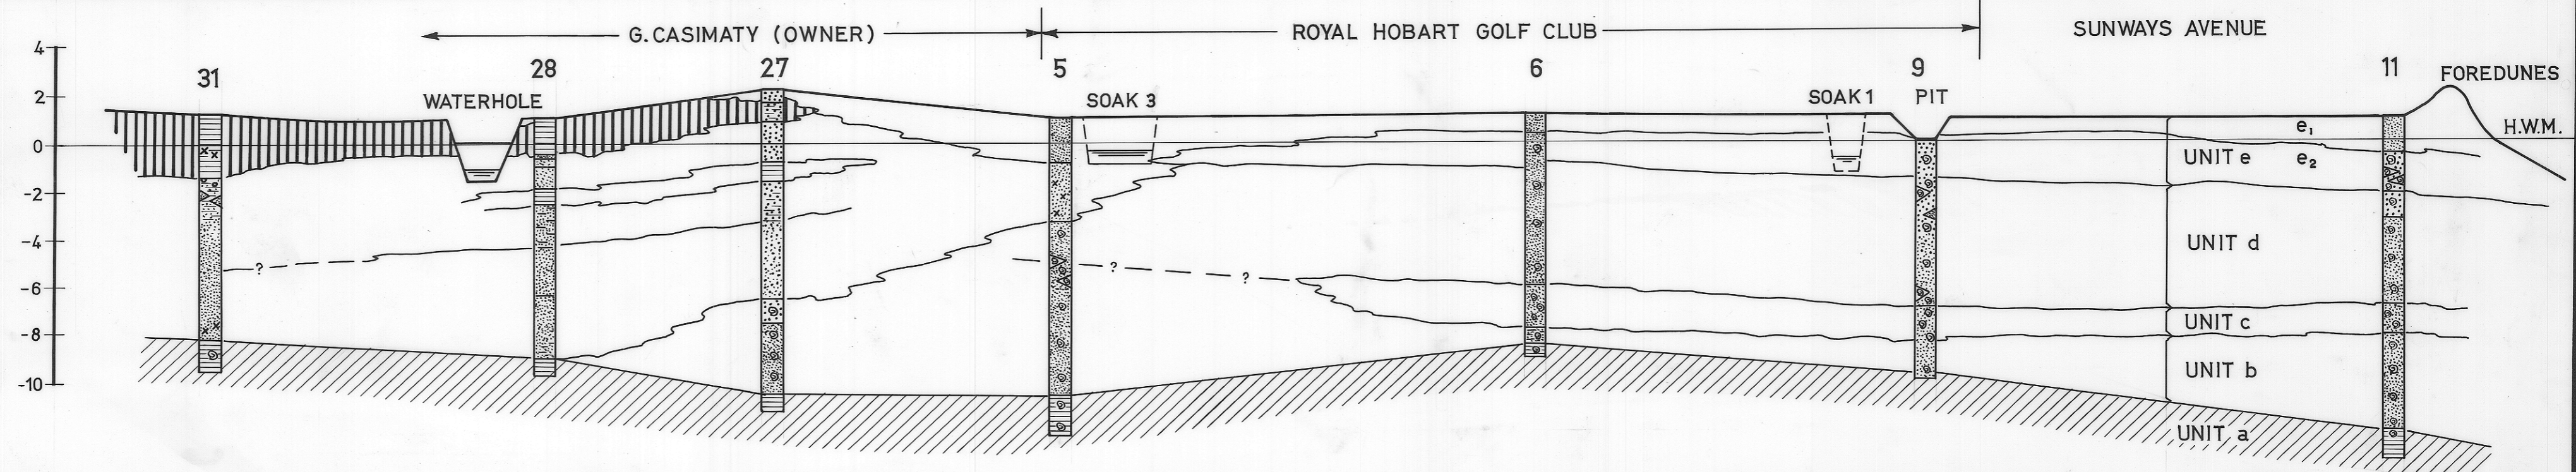 G. CASIMATY (OWNER)
ROYAL HOBART GOLF CLUB
SUNWAYS AVENUE
31
28
27
5
6
9
11
FOREDUNES
WATERHOLE
SOAK 3
SOAK 1
PIT
H.W.M.
4
2
0
-2
-4
-6
-8
-10
-2
e₁
UNIT e
e₂
UNIT d
?
?
?
UNIT c
UNIT b
UNIT a